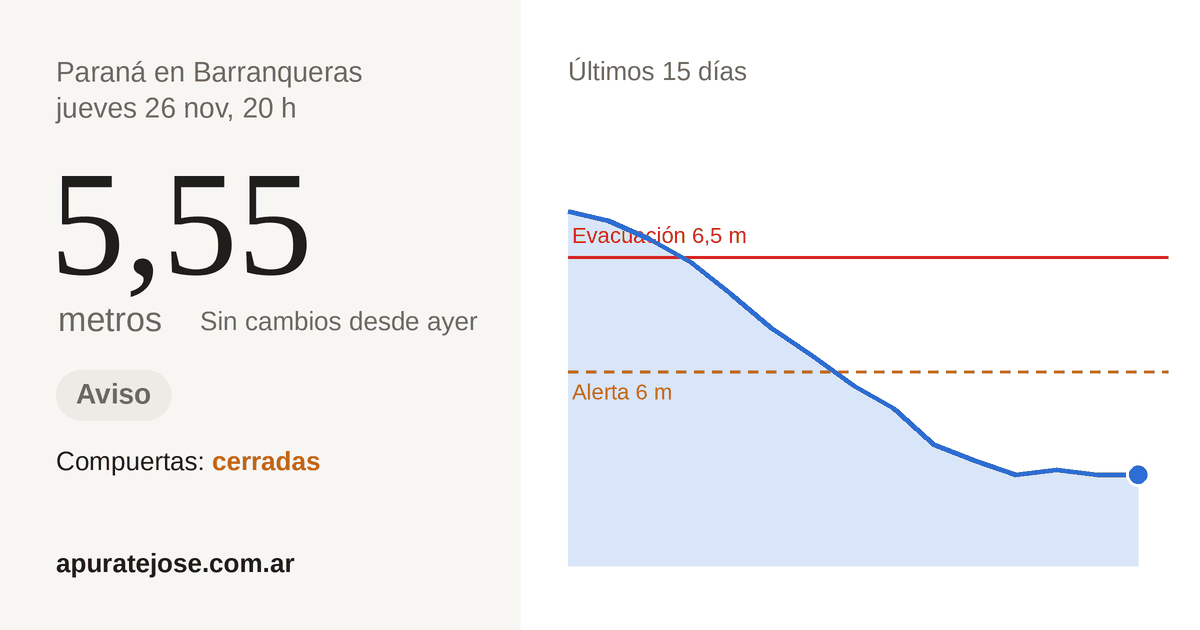 Paraná en Barranqueras
jueves 26 nov, 20 h
5,55
metros
Sin cambios desde ayer
Aviso
Compuertas: cerradas
apuratejose.com.ar
Últimos 15 días
Evacuación 6,5 m
Alerta 6 m